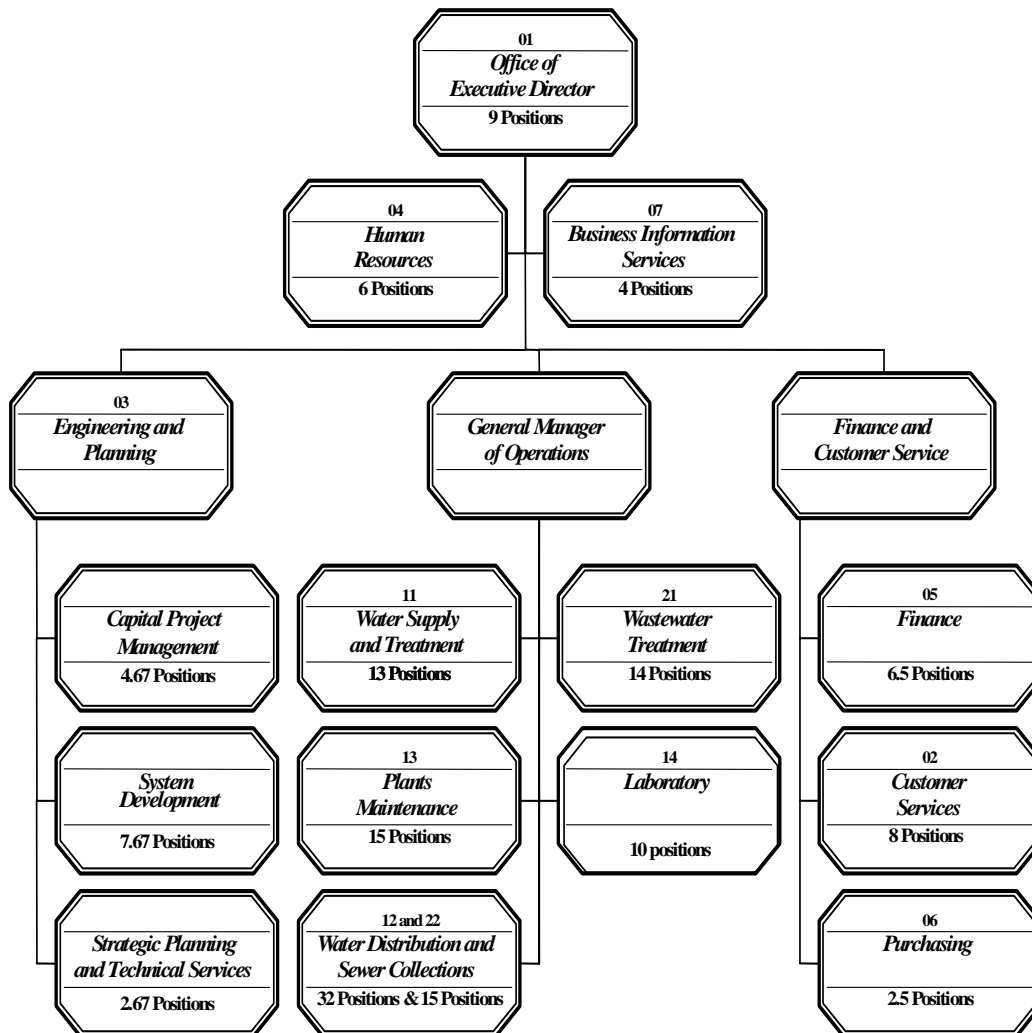 01
Office of
Executive Director
9 Positions
04
Human
Resources
6 Positions
07
Business Information
Services
4 Positions
03
Engineering and
Planning
General Manager
of Operations
Finance and
Customer Service
Capital Project
Management
4.67 Positions
11
Water Supply
and Treatment
13 Positions
21
Wastewater
Treatment
14 Positions
05
Finance
6.5 Positions
System
Development
7.67 Positions
13
Plants
Maintenance
15 Positions
14
Laboratory
10 positions
02
Customer
Services
8 Positions
Strategic Planning
and Technical Services
2.67 Positions
12 and 22
Water Distribution and
Sewer Collections
32 Positions & 15 Positions
06
Purchasing
2.5 Positions